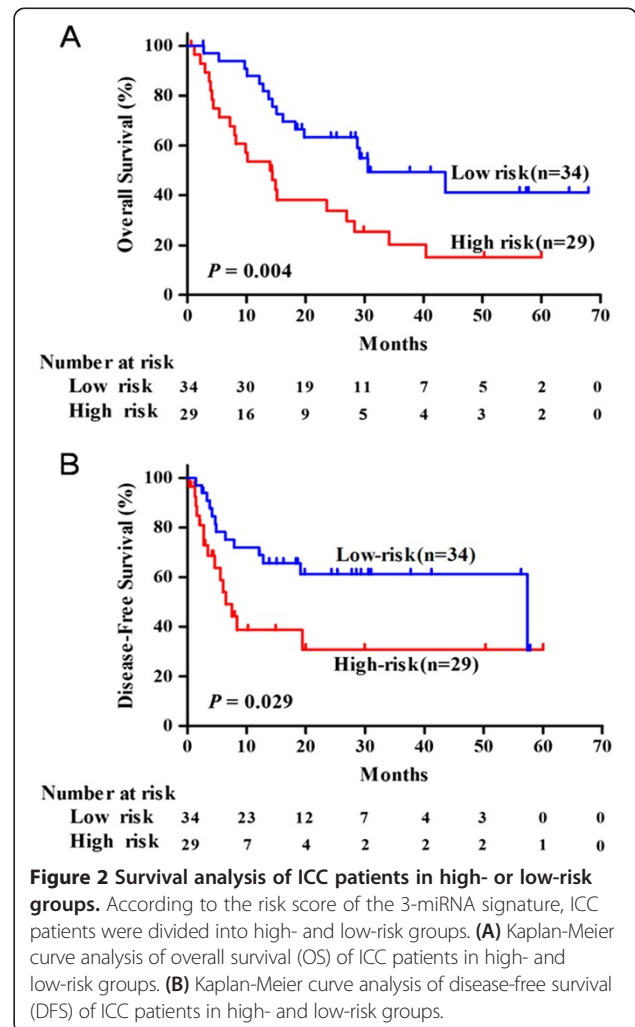 A
Overall Survival (%)
100
80
60
40
20
0
Low risk(n=34)
High risk(n=29)
P = 0.004
0 10 20 30 40 50 60 70
Months
Number at risk
Low risk 34 30 19 11 7 5 2 0
High risk 29 16 9 5 4 3 2 0
B
Disease-Free Survival (%)
100
80
60
40
20
0
Low-risk(n=34)
High-risk(n=29)
P = 0.029
0 10 20 30 40 50 60 70
Months
Number at risk
Low risk 34 23 12 7 4 3 0 0
High risk 29 7 4 2 2 2 1 0
Figure 2 Survival analysis of ICC patients in high- or low-risk
groups. According to the risk score of the 3-miRNA signature, ICC
patients were divided into high- and low-risk groups. (A) Kaplan-Meier
curve analysis of overall survival (OS) of ICC patients in high- and
low-risk groups. (B) Kaplan-Meier curve analysis of disease-free survival
(DFS) of ICC patients in high- and low-risk groups.